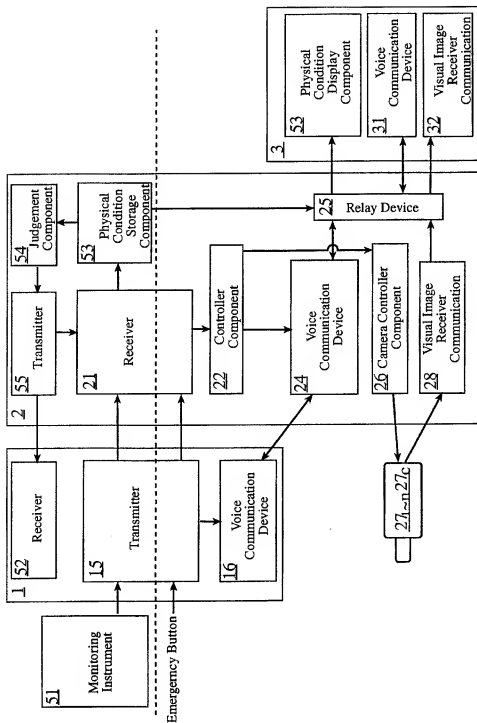 51
Monitoring
Instrument
Emergerncy Button
1
52
Receiver
15
Transmitter
16
Voice
Communication
Device
2
55
Transmitter
54
Judgement
Component
21
Receiver
53
Physical
Condition
Storage
Component
22
Controller
Component
24
Voice
Communication
Device
26
Camera Controller
Component
28
Visual Image
Receiver
Communication
25
Relay Device
27i~n 27c
3
53
Physical
Condition
Display
Component
31
Voice
Communication
Device
32
Visual Image
Receiver
Communication